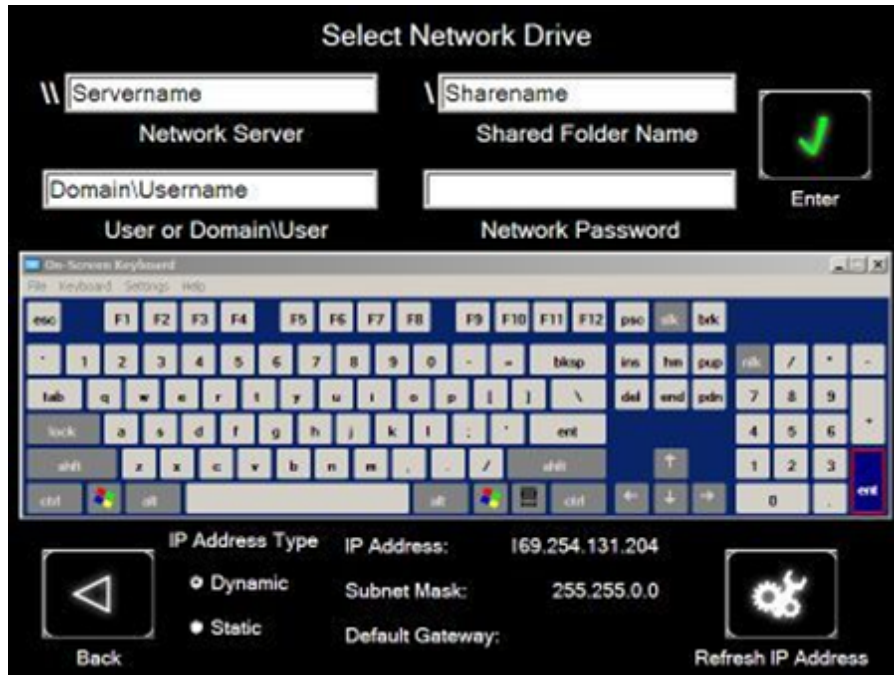 Select Network Drive
\\ Servername \ Sharename
Network Server Shared Folder Name
Domain\Username
Enter
User or Domain\User Network Password
On-Screen Keyboard
File Keyboard Settings Help
esc F1 F2 F3 F4 F5 F6 F7 F8 F9 F10 F11 F12 psc slk brk
` 1 2 3 4 5 6 7 8 9 0 - = bksp ins hm pup nlk / * -
tab q w e r t y u i o p [ ] \ del end pdn 7 8 9 +
lock a s d f g h j k l ; ' ent 4 5 6
shft z x c v b n m , . / shft ↑ 1 2 3 ent
ctrl alt alt ctrl ← ↓ → 0 .
IP Address Type IP Address: 169.254.131.204
Dynamic Subnet Mask: 255.255.0.0
Static Default Gateway:
Back Refresh IP Address